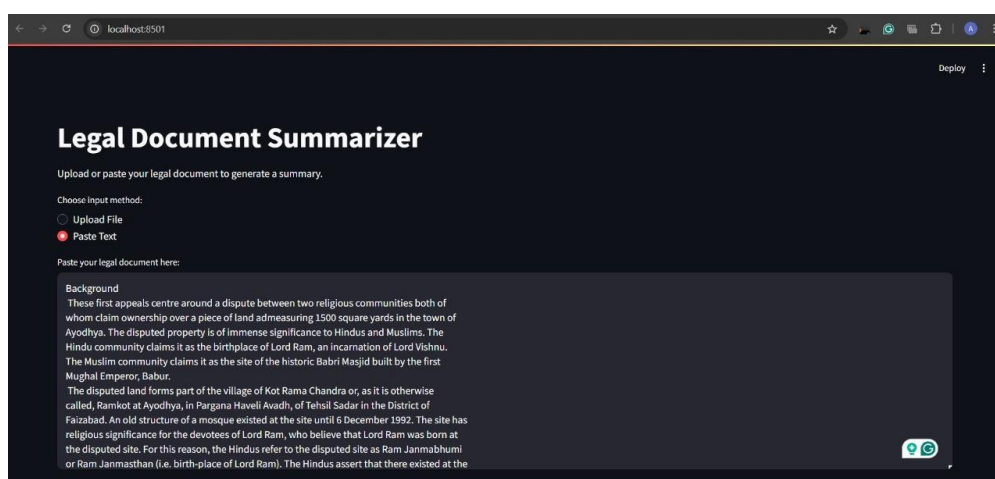 localhost:8501
Deploy
Legal Document Summarizer
Upload or paste your legal document to generate a summary.
Choose input method:
Upload File
Paste Text
Paste your legal document here:
Background
These first appeals centre around a dispute between two religious communities both of
whom claim ownership over a piece of land admeasuring 1500 square yards in the town of
Ayodhya. The disputed property is of immense significance to Hindus and Muslims. The
Hindu community claims it as the birthplace of Lord Ram, an incarnation of Lord Vishnu.
The Muslim community claims it as the site of the historic Babri Masjid built by the first
Mughal Emperor, Babur.
The disputed land forms part of the village of Kot Rama Chandra or, as it is otherwise
called, Ramkot at Ayodhya, in Pargana Haveli Avadh, of Tehsil Sadar in the District of
Faizabad. An old structure of a mosque existed at the site until 6 December 1992. The site has
religious significance for the devotees of Lord Ram, who believe that Lord Ram was born at
the disputed site. For this reason, the Hindus refer to the disputed site as Ram Janmabhumi
or Ram Janmasthan (i.e. birth-place of Lord Ram). The Hindus assert that there existed at the